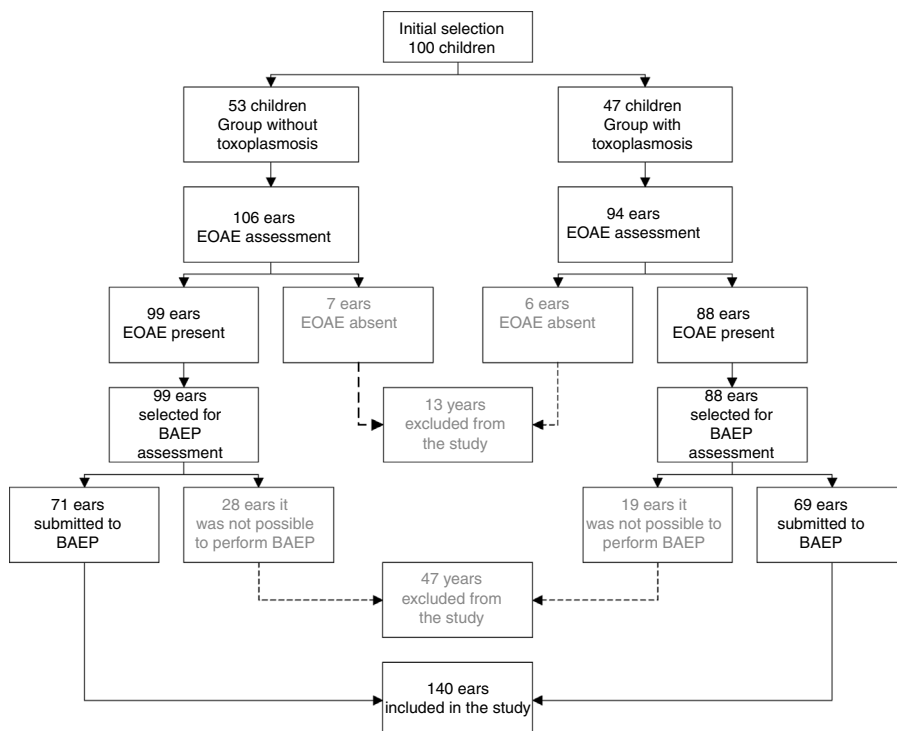 Initial selection
100 children
53 children
Group without
toxoplasmosis
47 children
Group with
toxoplasmosis
106 ears
EOAE assessment
94 ears
EOAE assessment
99 ears
EOAE present
7 ears
EOAE absent
6 ears
EOAE absent
88 ears
EOAE present
99 ears
selected for
BAEP
assessment
13 years
excluded from
the study
88 ears
selected for
BAEP
assessment
71 ears
submitted to
BAEP
28 ears it
was not possible
to perform BAEP
19 ears it
was not possible to
perform BAEP
69 ears
submitted to
BAEP
47 years
excluded from
the study
140 ears
included in the study